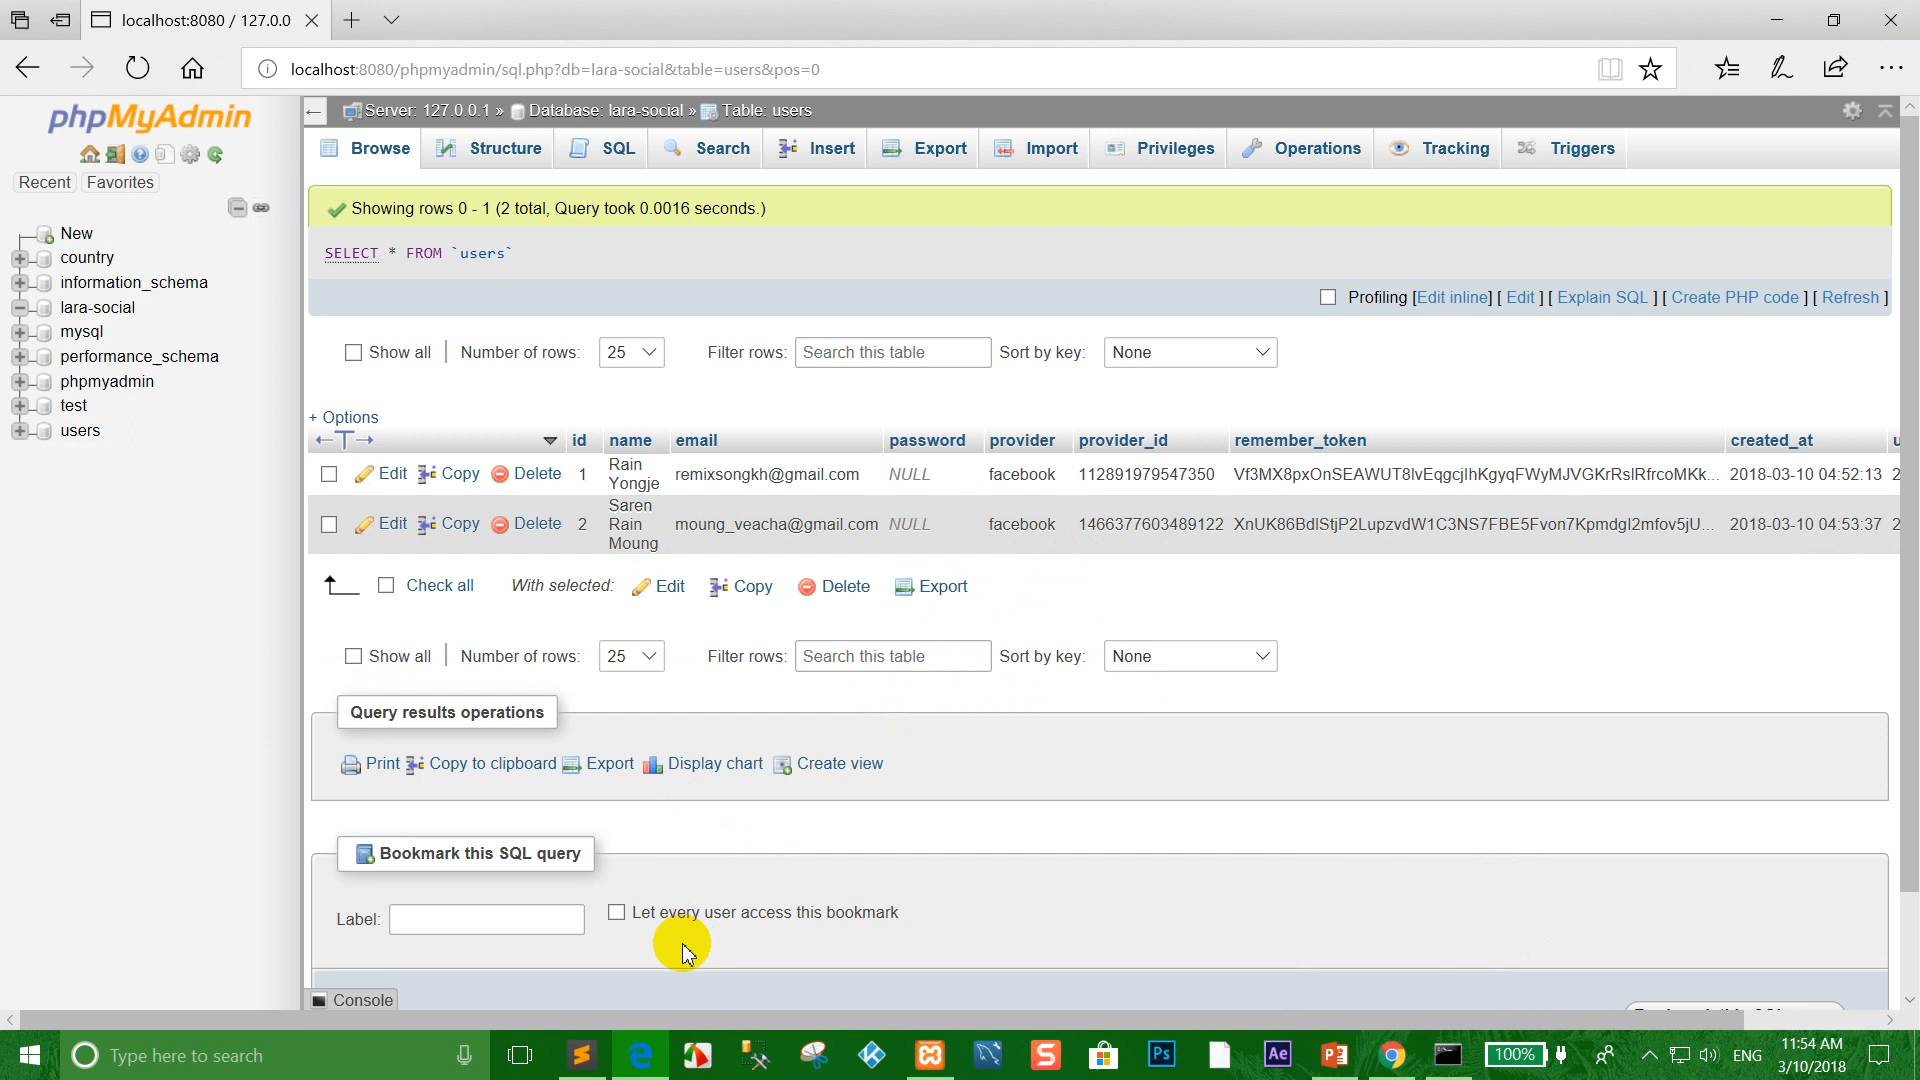 localhost:8080 / 127.0.0
localhost:8080/phpmyadmin/sql.php?db=lara-social&table=users&pos=0
phpMyAdmin
Recent Favorites
New
country
information_schema
lara-social
mysql
performance_schema
phpmyadmin
test
users
Server: 127.0.0.1 » Database: lara-social » Table: users
Browse Structure SQL Search Insert Export Import Privileges Operations Tracking Triggers
Showing rows 0 - 1 (2 total, Query took 0.0016 seconds.)
SELECT * FROM `users`
Profiling [Edit inline] [ Edit ] [ Explain SQL ] [ Create PHP code ] [ Refresh ]
Show all Number of rows: 25 Filter rows: Search this table Sort by key: None
+ Options
id name email password provider provider_id remember_token created_at
Edit Copy Delete 1 Rain Yongje remixsongkh@gmail.com NULL facebook 112891979547350 Vf3MX8pxOnSEAWUT8lvEqgcjlhKgyqFWyMJVGKrRslRfrcoMKk... 2018-03-10 04:52:13 2
Edit Copy Delete 2 Saren Rain Moung moung_veacha@gmail.com NULL facebook 1466377603489122 XnUK86BdlStjP2LupzvdW1C3NS7FBE5Fvon7Kpmdgl2mfov5jU... 2018-03-10 04:53:37 2
Check all With selected: Edit Copy Delete Export
Show all Number of rows: 25 Filter rows: Search this table Sort by key: None
Query results operations
Print Copy to clipboard Export Display chart Create view
Bookmark this SQL query
Label: Let every user access this bookmark
Console
Type here to search
Ps
Ae
100%
ENG
11:54 AM
3/10/2018